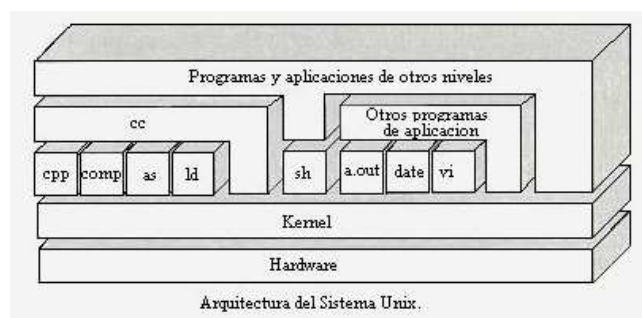 Programas y aplicaciones de otros niveles
cc
Otros programas
de aplicacion
cpp comp as ld sh a.out date vi
Kernel
Hardware
Arquitectura del Sistema Unix.